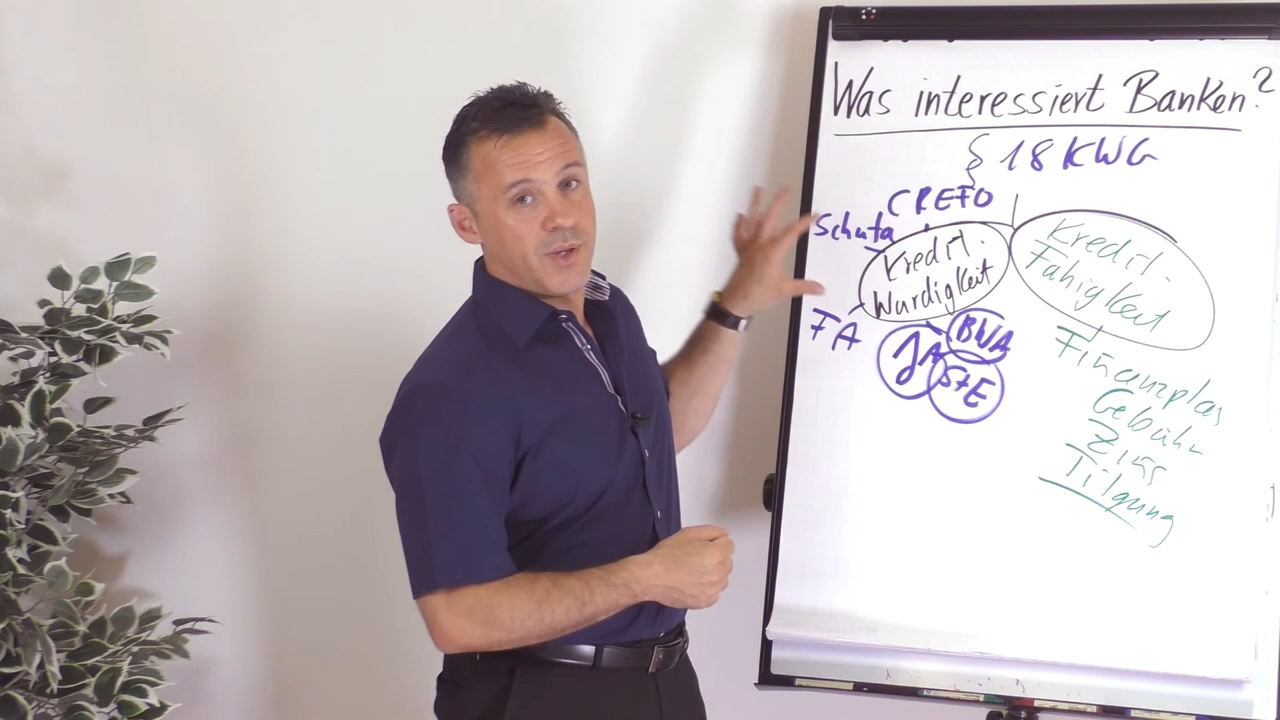 Was interessiert Banken?
§ 18 KWG
CREFO
Schufa
Kredit-
Würdigkeit
FA
JA
BWA
StE
Kredit-
Fähigkeit
Finanzplan
Gebühr
Zins
Tilgung